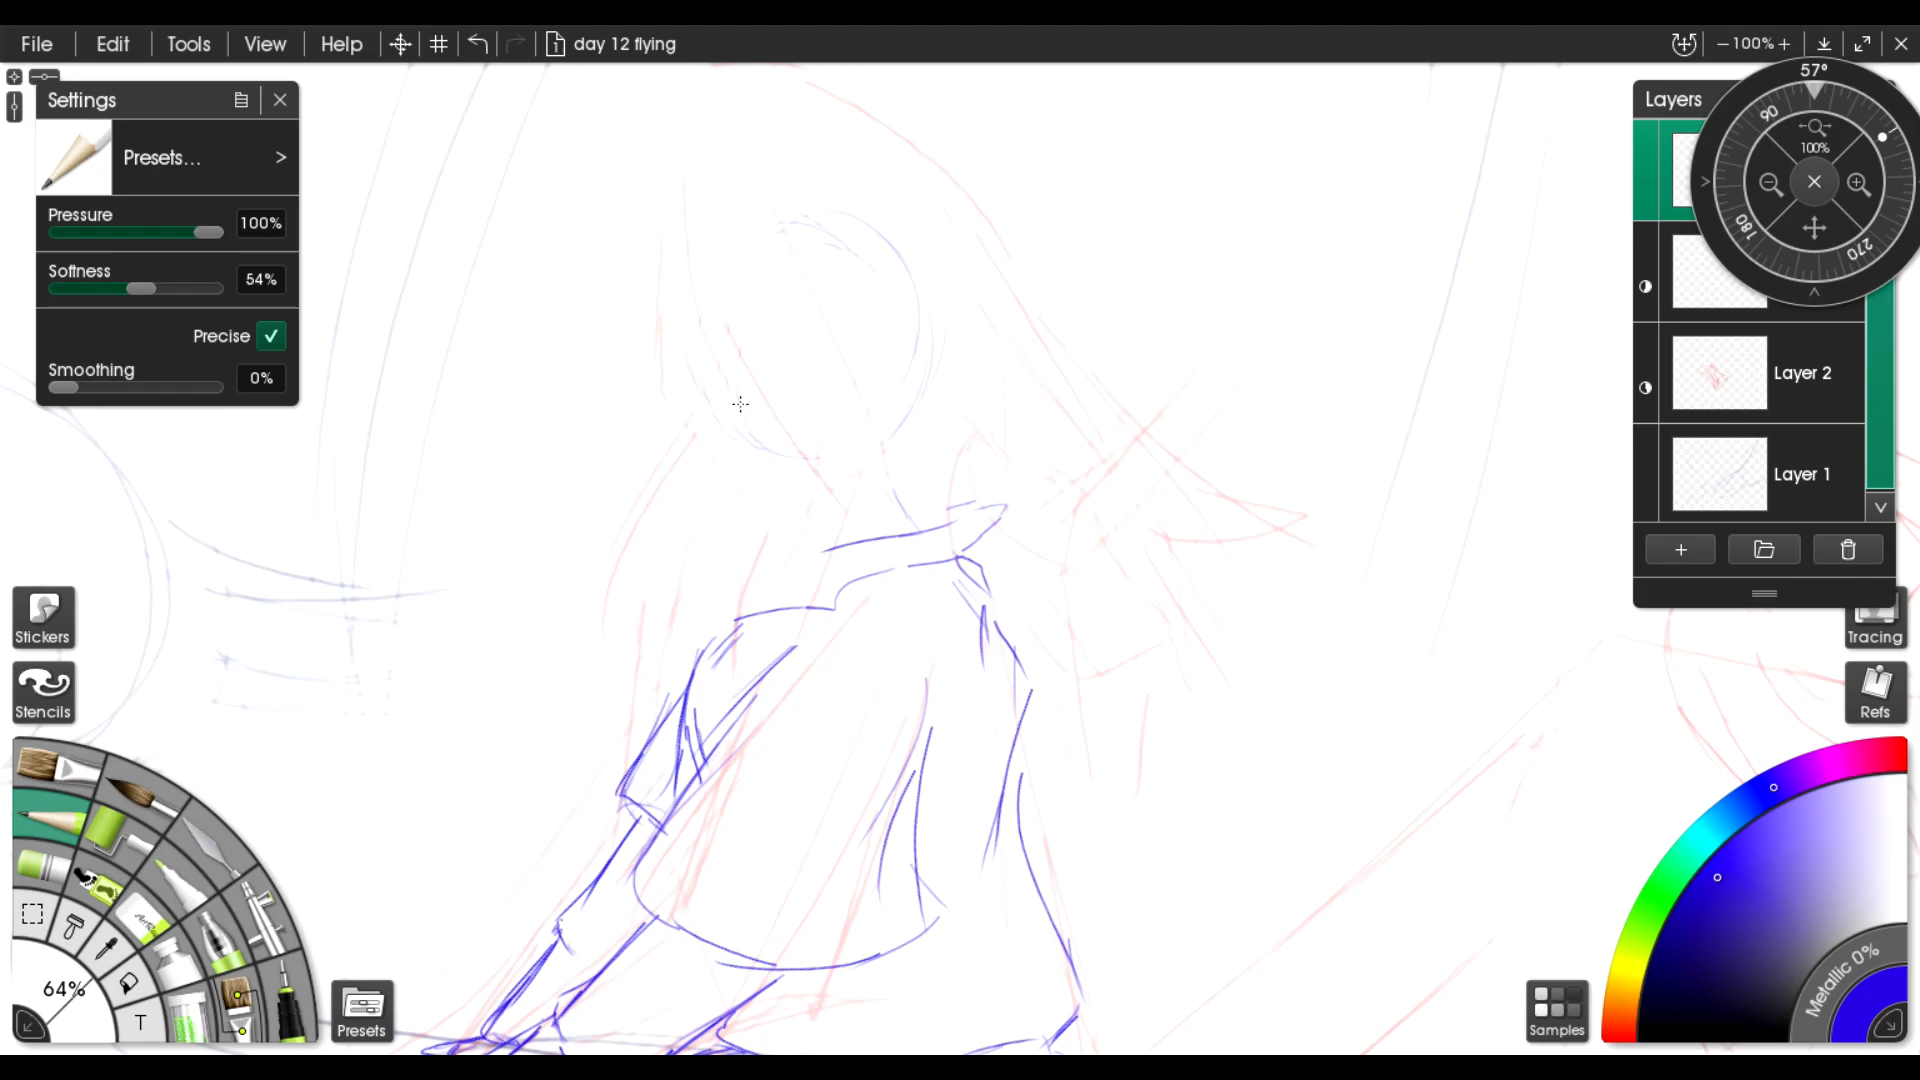 File Edit Tools View Help 1 day 12 flying 100%
57°
Settings
Layers
90
100%
Presets... >
Pressure 100%
180
270
Softness 54%
Precise
Smoothing 0%
Layer 2
Layer 1
Stickers
Tracing
Stencils
Refs
64%
T
Presets
Samples
Metallic 0%